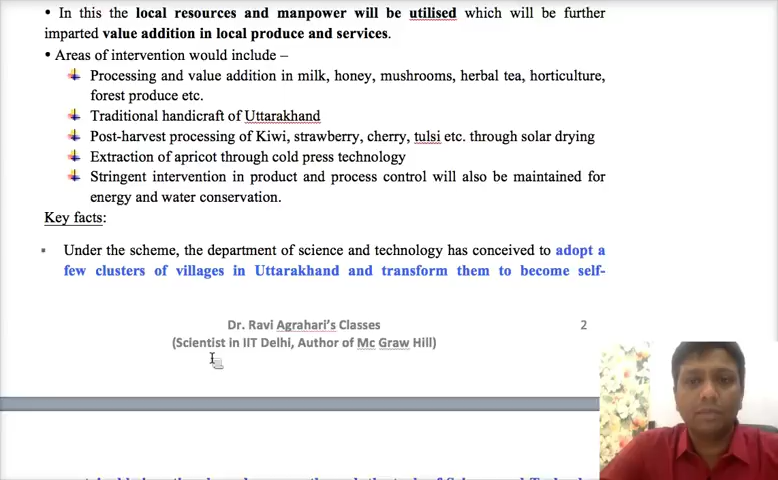 • In this the local resources and manpower will be utilised which will be further
imparted value addition in local produce and services.
• Areas of intervention would include –
Processing and value addition in milk, honey, mushrooms, herbal tea, horticulture,
forest produce etc.
Traditional handicraft of Uttarakhand
Post-harvest processing of Kiwi, strawberry, cherry, tulsi etc. through solar drying
Extraction of apricot through cold press technology
Stringent intervention in product and process control will also be maintained for
energy and water conservation.
Key facts:
▪ Under the scheme, the department of science and technology has conceived to adopt a
few clusters of villages in Uttarakhand and transform them to become self-
Dr. Ravi Agrahari's Classes
2
(Scientist in IIT Delhi, Author of Mc Graw Hill)